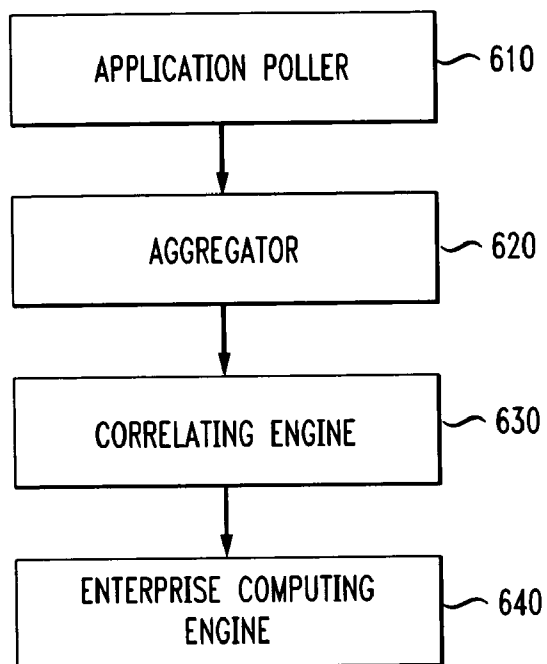 APPLICATION POLLER
610
AGGREGATOR
620
CORRELATING ENGINE
630
ENTERPRISE COMPUTING
ENGINE
640